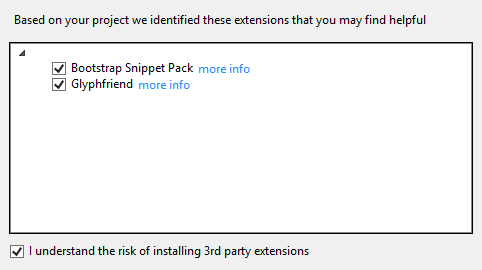 Based on your project we identified these extensions that you may find helpful
Bootstrap Snippet Pack more info
Glyphfriend more info
I understand the risk of installing 3rd party extensions